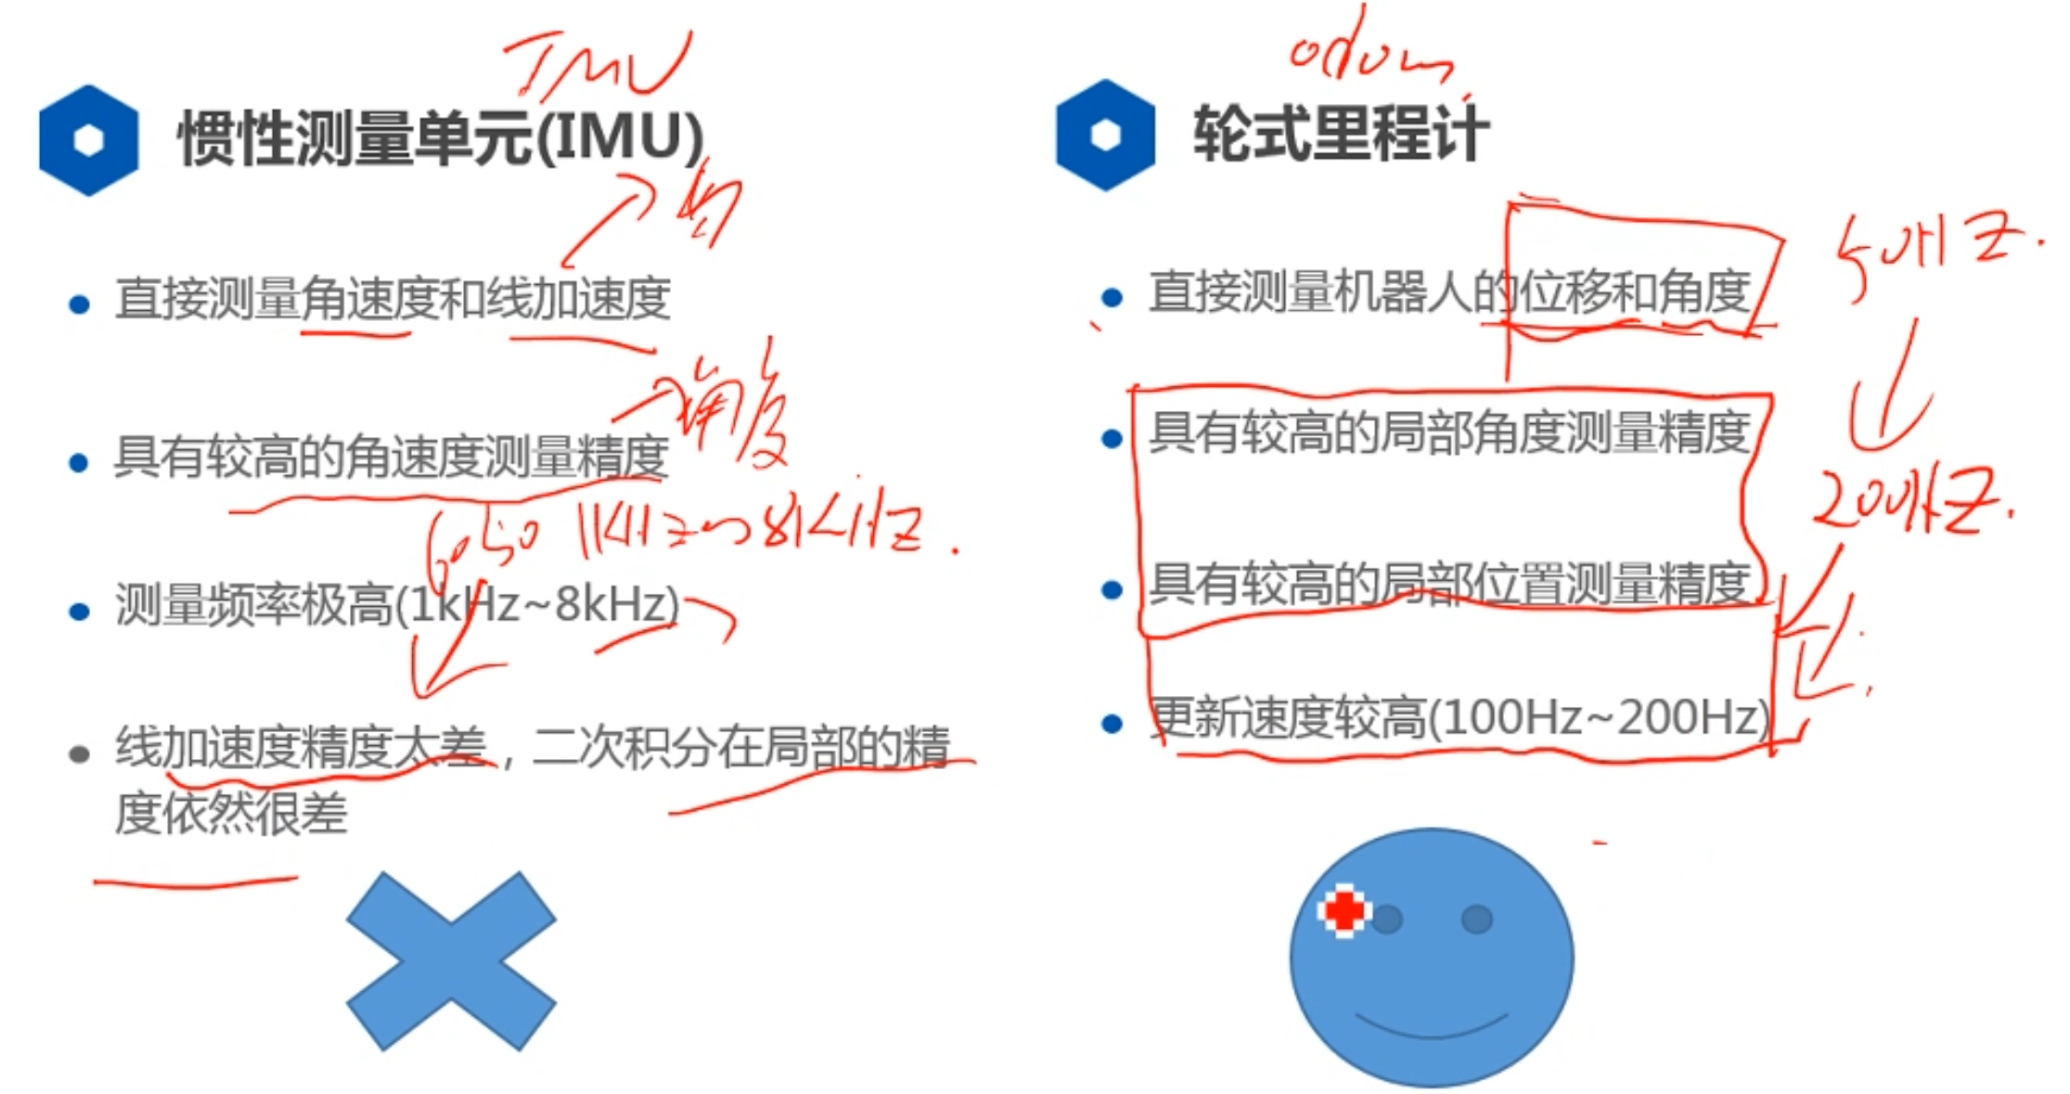 IMU
惯性测量单元(IMU)
直接测量角速度和线加速度
角度
具有较高的角速度测量精度
6050 1KHz~8KHz.
测量频率极高(1kHz~8kHz)
线加速度精度太差，二次积分在局部的精
度依然很差
odom
轮式里程计
50HZ.
直接测量机器人的位移和角度
具有较高的局部角度测量精度
200HZ.
具有较高的局部位置测量精度
更新速度较高(100Hz~200Hz)